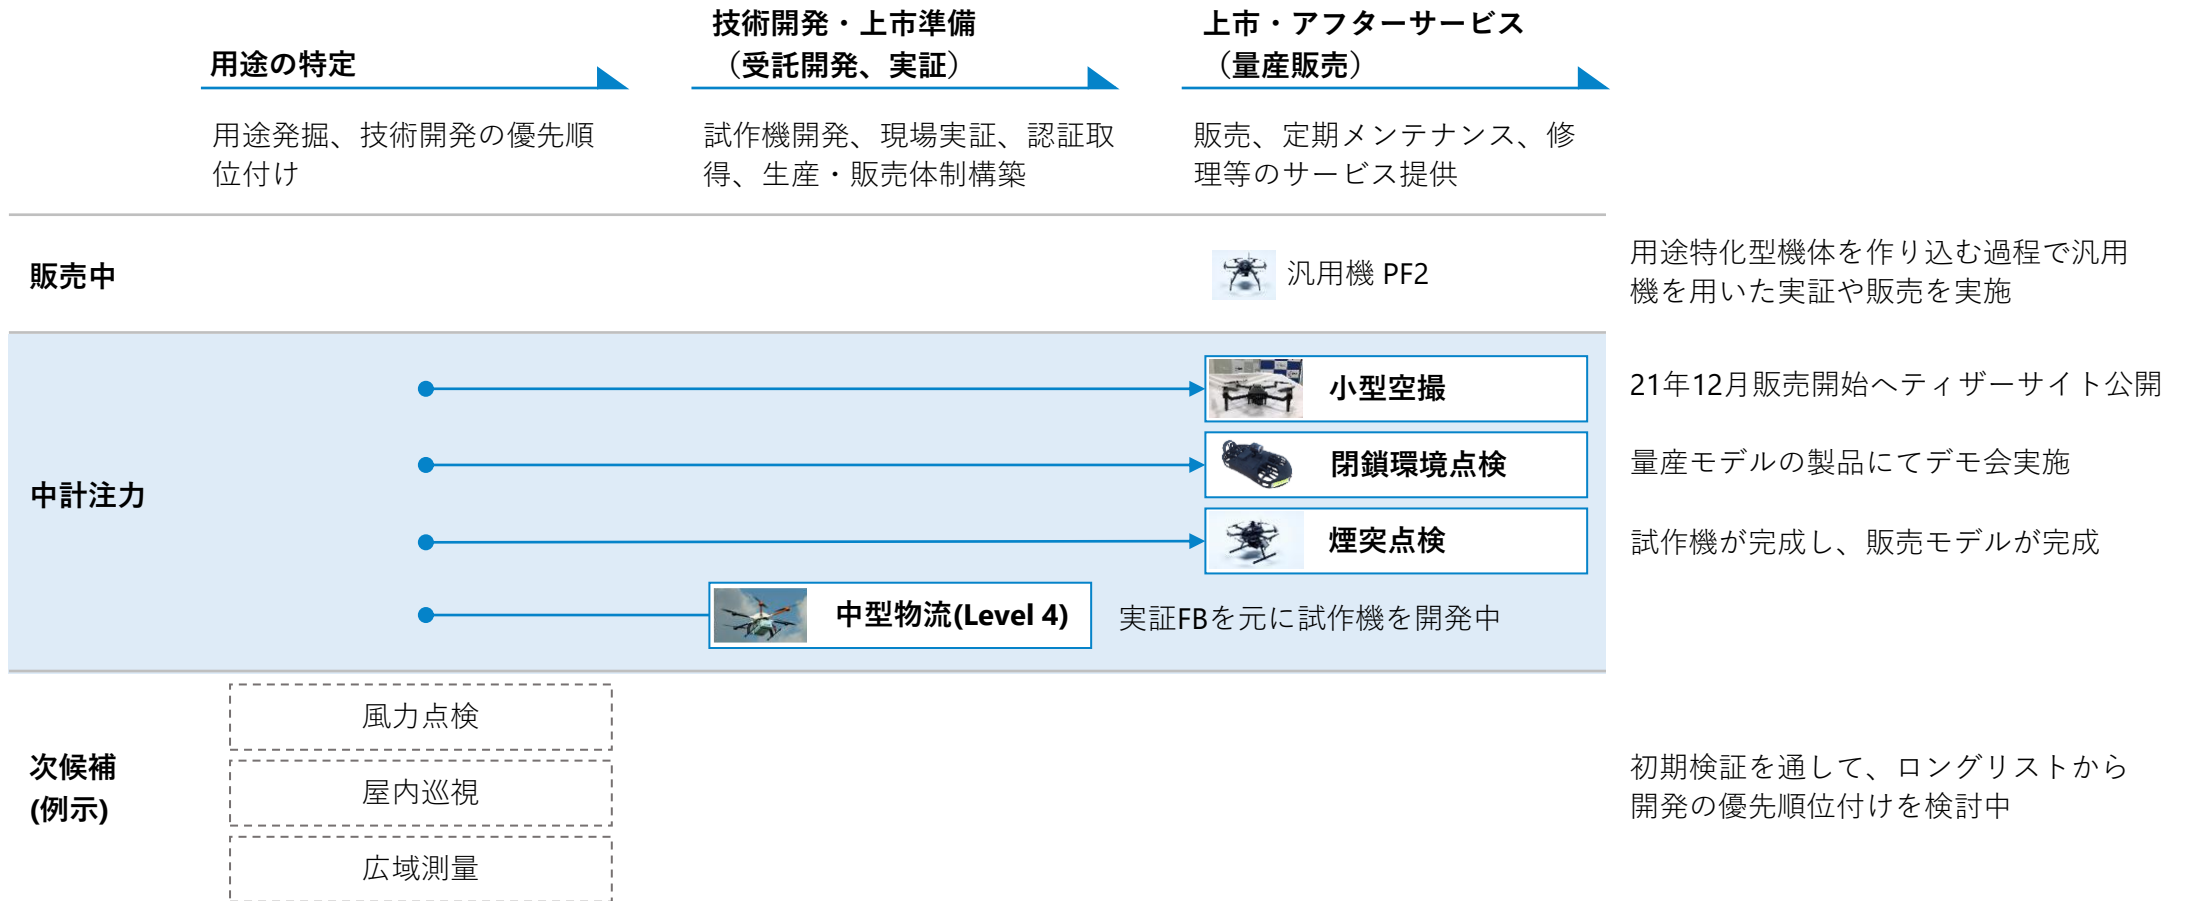 用途の特定
技術開発・上市準備
（受託開発、実証）
上市・アフターサービス
（量産販売）
用途発掘、技術開発の優先順
位付け
試作機開発、現場実証、認証取
得、生産・販売体制構築
販売、定期メンテナンス、修
理等のサービス提供
販売中
汎用機 PF2
用途特化型機体を作り込む過程で汎用
機を用いた実証や販売を実施
中計注力
小型空撮
21年12月販売開始へティザーサイト公開
閉鎖環境点検
量産モデルの製品にてデモ会実施
煙突点検
試作機が完成し、販売モデルが完成
中型物流(Level 4)
実証FBを元に試作機を開発中
次候補
(例示)
風力点検
屋内巡視
広域測量
初期検証を通して、ロングリストから
開発の優先順位付けを検討中